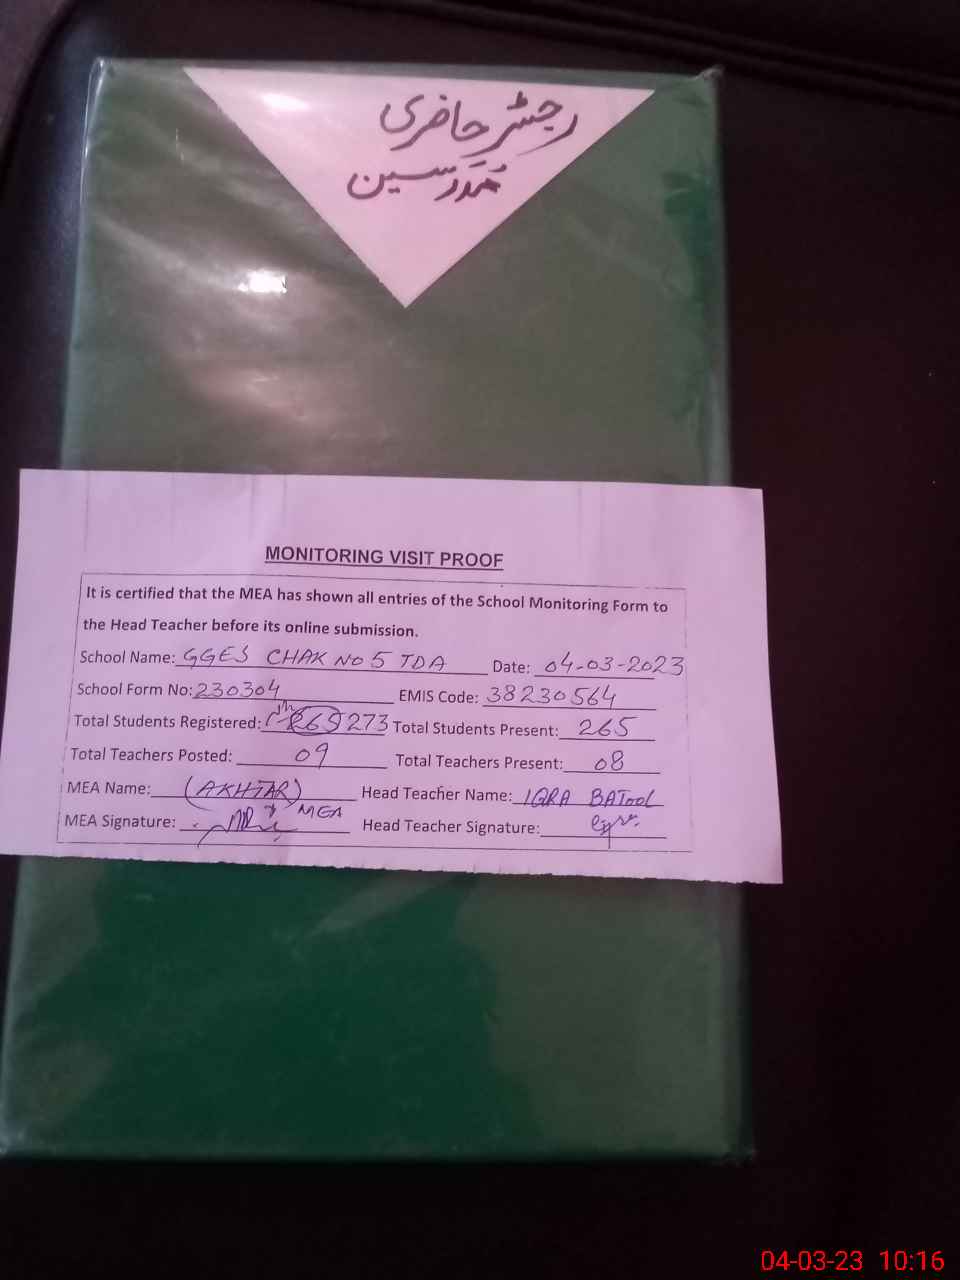 رجسٹر حاضری
مدرسین
MONITORING VISIT PROOF
It is certified that the MEA has shown all entries of the School Monitoring Form to
the Head Teacher before its online submission.
School Name: GGES CHAK NO 5 TDA Date: 04-03-2023
School Form No: 230304 EMIS Code: 38230564
Total Students Registered: 265 273 Total Students Present: 265
Total Teachers Posted: 09 Total Teachers Present: 08
MEA Name: (AKHTAR) Head Teacher Name: IQRA BATool
MEA Signature: MEA Head Teacher Signature:
04-03-23 10:16